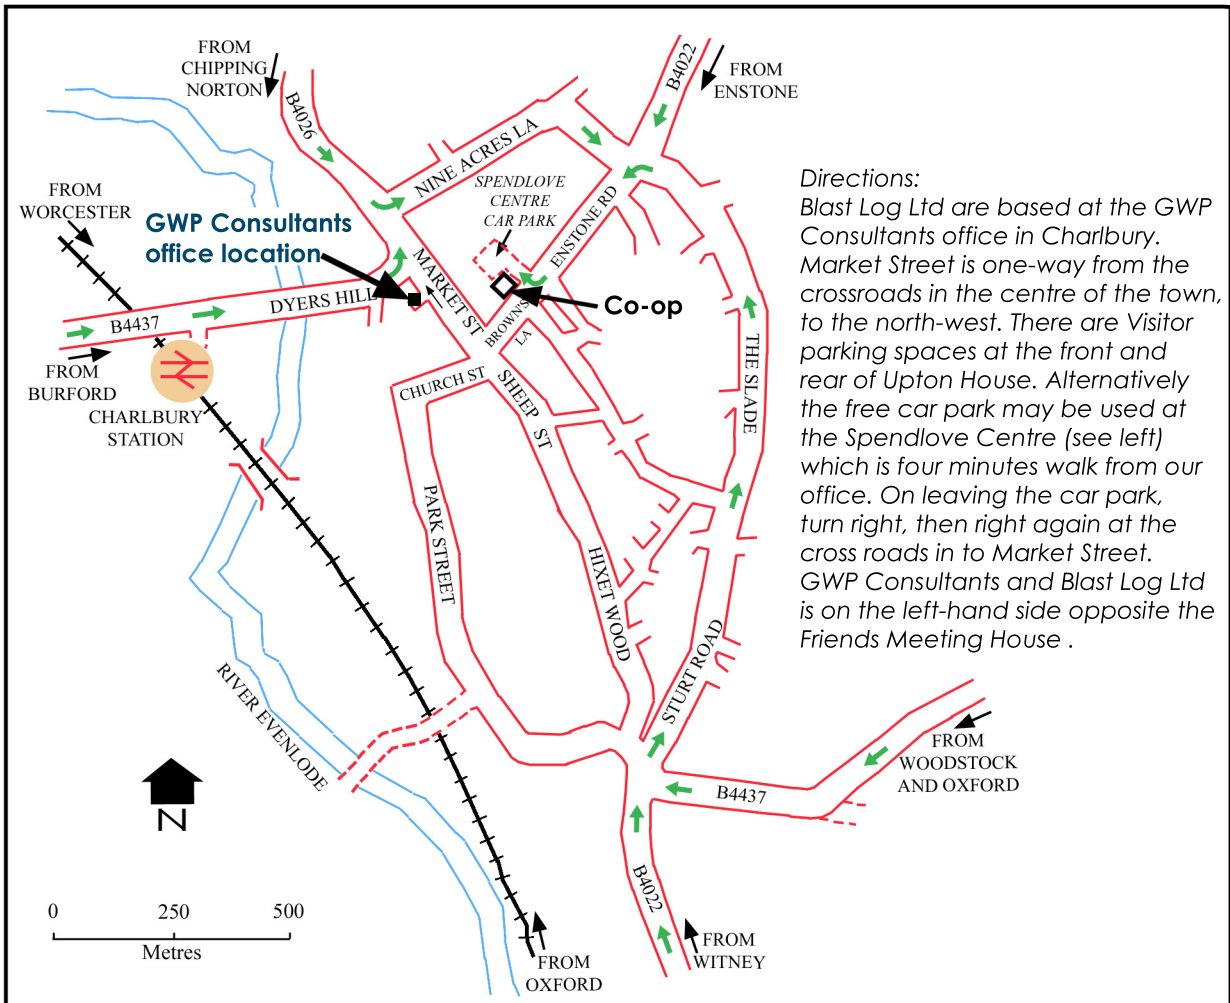 FROM
CHIPPING
NORTON
B4026
B4022
FROM
ENSTONE
NINE ACRES LA
SPENDLOVE
CENTRE
CAR PARK
ENSTONE RD
FROM
WORCESTER
GWP Consultants
office location
MARKET ST
DYERS HILL
B4437
BROWN'S
LA
Co-op
FROM
BURFORD
CHARLBURY
STATION
CHURCH ST
SHEEP ST
THE SLADE
PARK STREET
HIXET WOOD
STURT ROAD
RIVER EVENLODE
FROM
WOODSTOCK
AND OXFORD
B4437
B4022
N
0 250 500
Metres
FROM
OXFORD
FROM
WITNEY
Directions:
Blast Log Ltd are based at the GWP
Consultants office in Charlbury.
Market Street is one-way from the
crossroads in the centre of the town,
to the north-west. There are Visitor
parking spaces at the front and
rear of Upton House. Alternatively
the free car park may be used at
the Spendlove Centre (see left)
which is four minutes walk from our
office. On leaving the car park,
turn right, then right again at the
cross roads in to Market Street.
GWP Consultants and Blast Log Ltd
is on the left-hand side opposite the
Friends Meeting House .